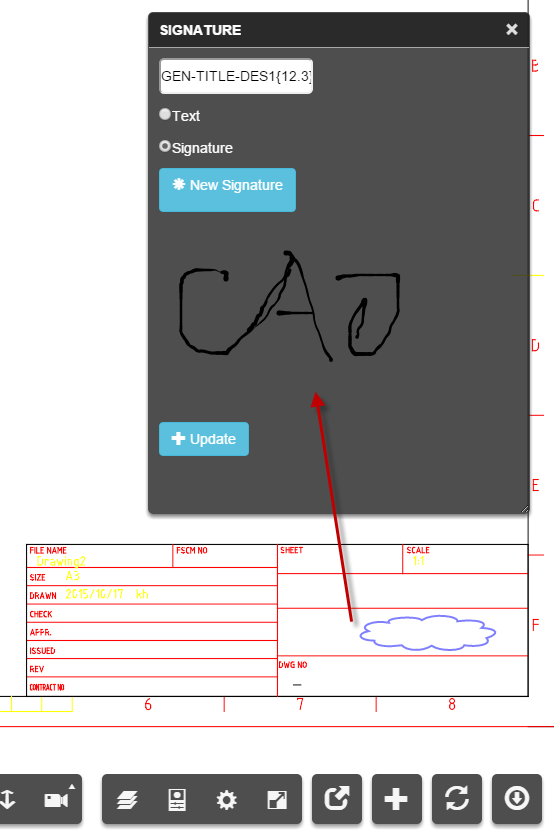 SIGNATURE ×
GEN-TITLE-DES1{12.3}
Text
Signature
New Signature
CAD
Update
B
C
D
E
F
FILE NAME FSCM NO SHEET SCALE
Drawing2 1:1
SIZE A3
DRAWN 2015/10/17 - kh
CHECK
APPR.
ISSUED
REV DWG NO
CONTRACT NO –
6 7 8